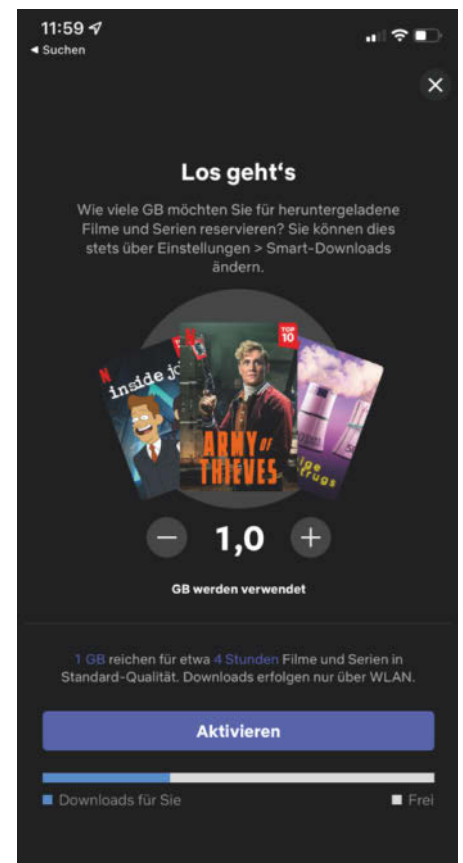 11:59
◄ Suchen
Los geht's
Wie viele GB möchten Sie für heruntergeladene
Filme und Serien reservieren? Sie können dies
stets über Einstellungen > Smart-Downloads
ändern.
N
inside jo
N
TOP
10
ARMY OF
THIEVES
ige
trugs
1,0
GB werden verwendet
1 GB reichen für etwa 4 Stunden Filme und Serien in
Standard-Qualität. Downloads erfolgen nur über WLAN.
Aktivieren
Downloads für Sie
Frei